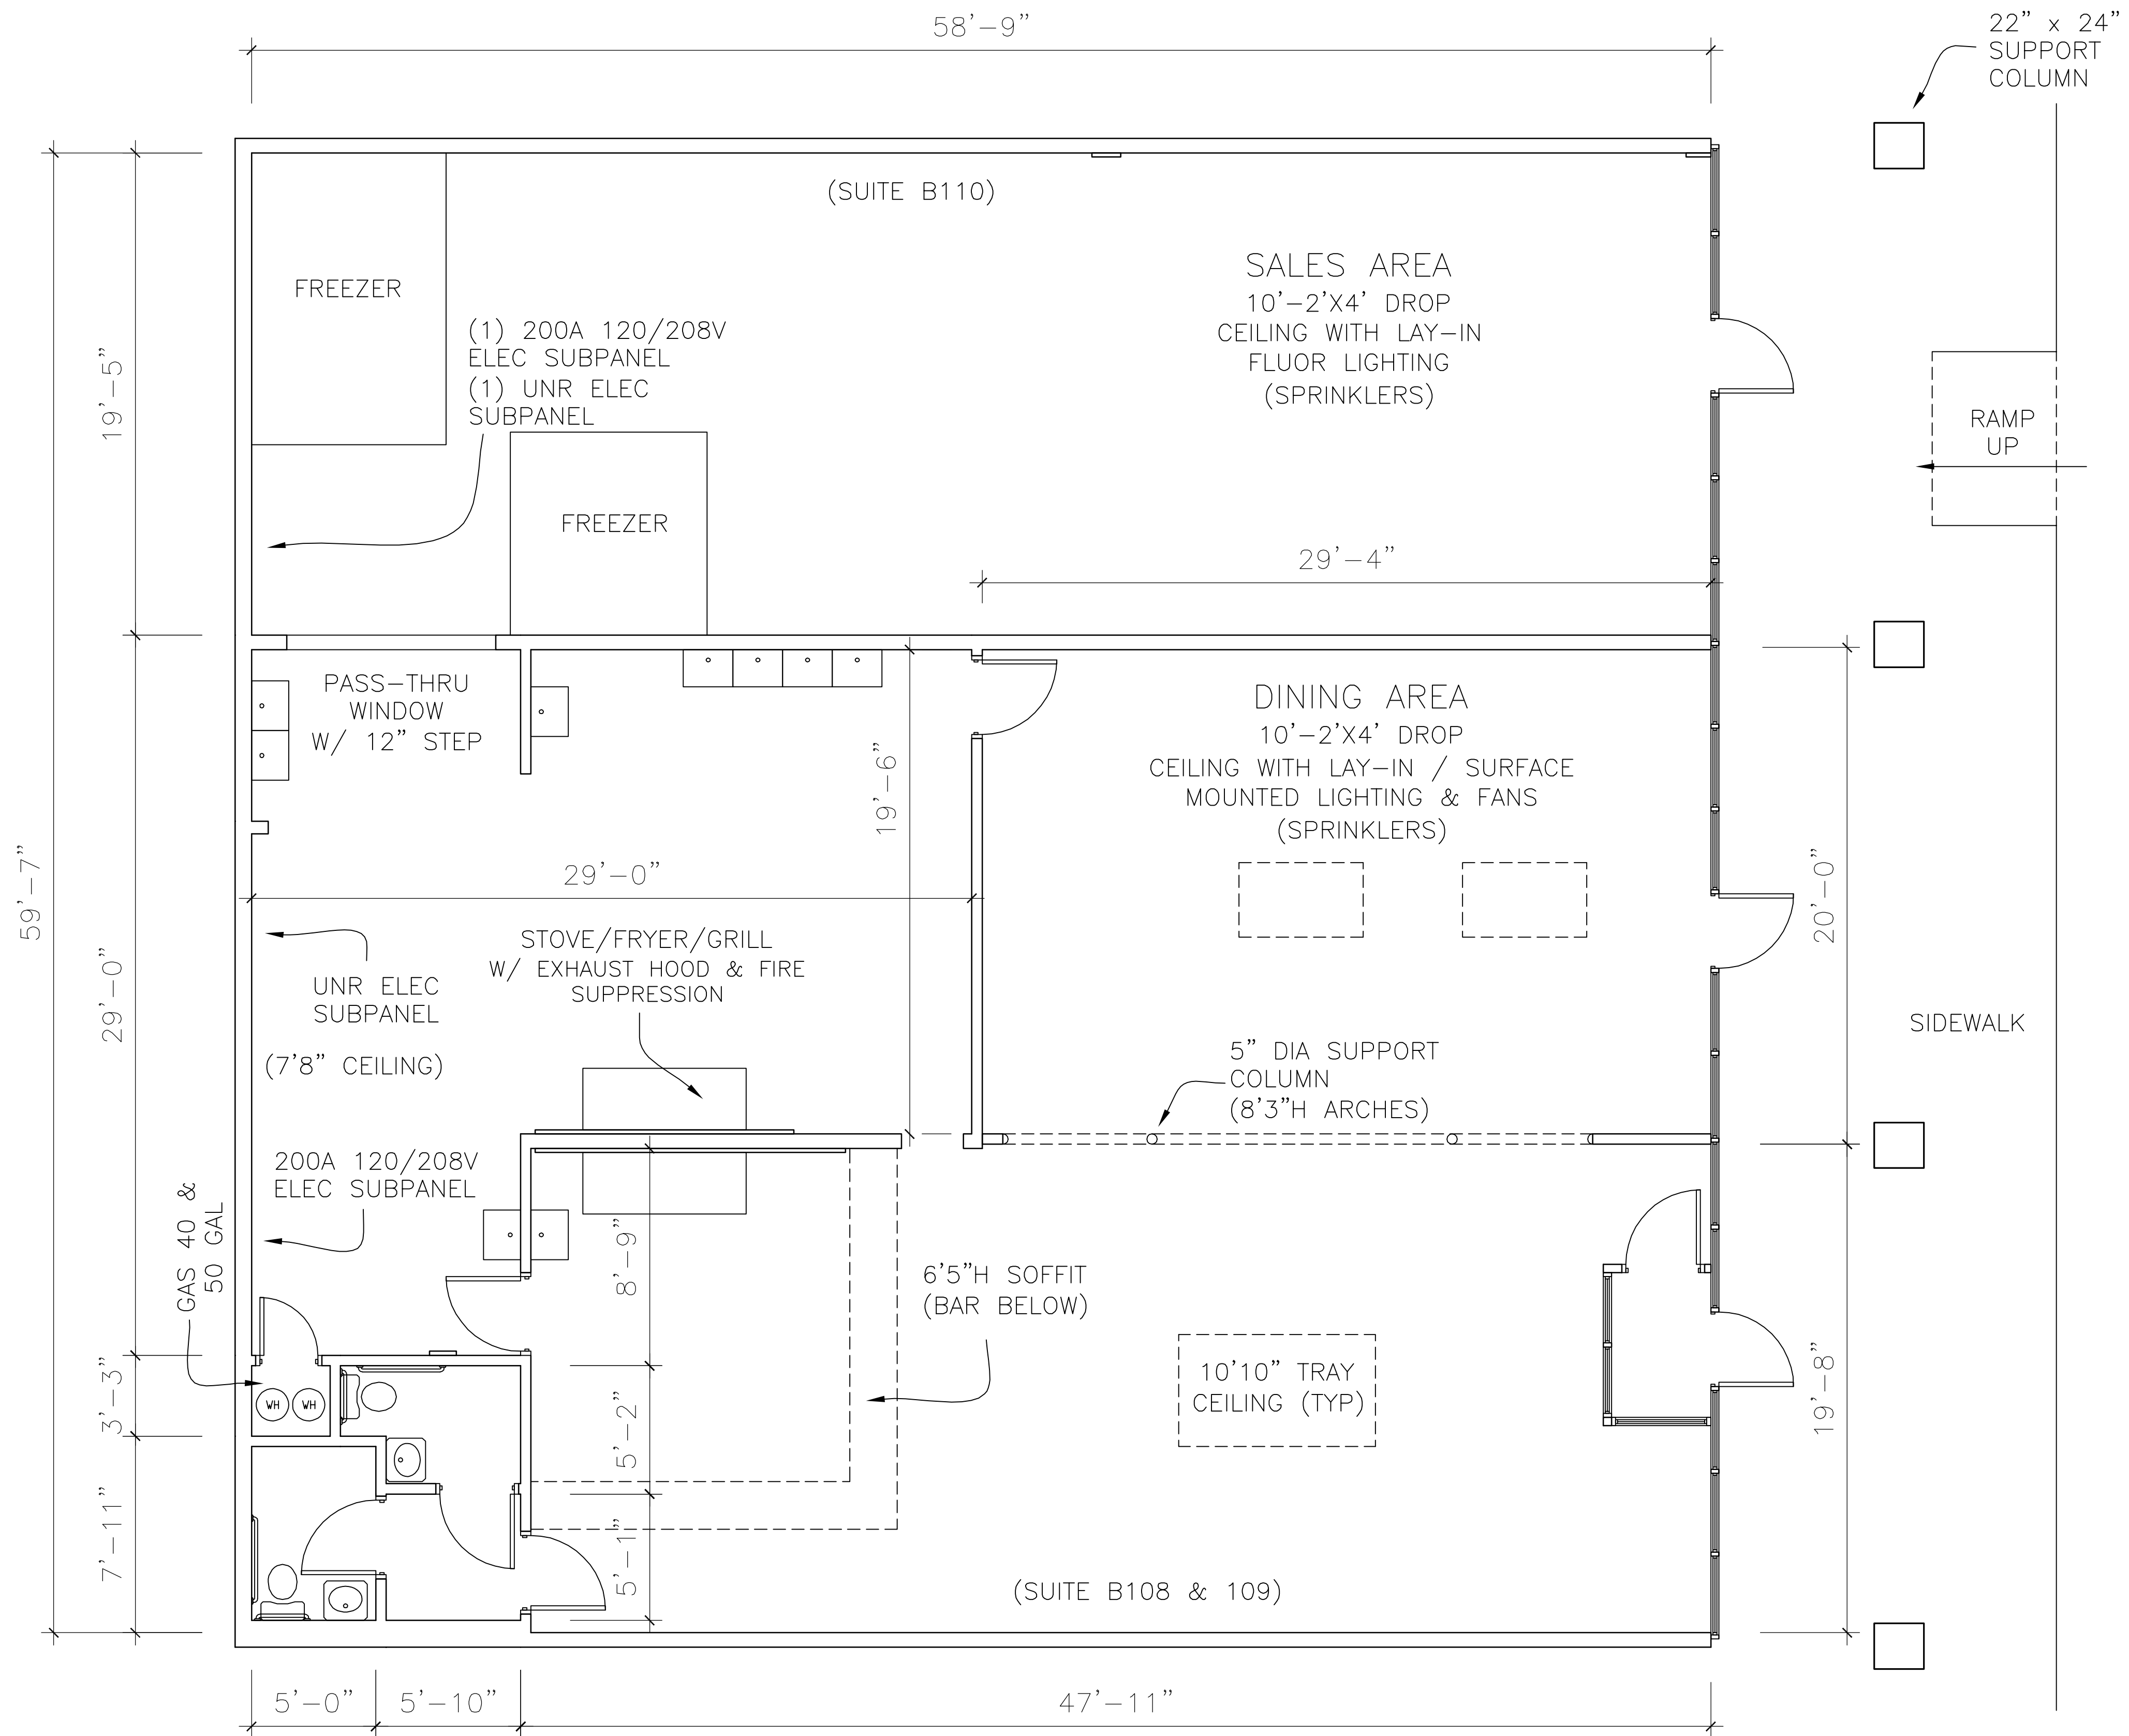 58'-9"
22" x 24"
SUPPORT
COLUMN
(SUITE B110)
FREEZER
SALES AREA
10'-2'X4' DROP
CEILING WITH LAY-IN
FLUOR LIGHTING
(SPRINKLERS)
(1) 200A 120/208V
ELEC SUBPANEL
(1) UNR ELEC
SUBPANEL
19'-5"
RAMP
UP
FREEZER
29'-4"
PASS-THRU
WINDOW
W/ 12" STEP
DINING AREA
10'-2'X4' DROP
CEILING WITH LAY-IN / SURFACE
MOUNTED LIGHTING & FANS
(SPRINKLERS)
19'-6"
59'-7"
29'-0"
20'-0"
29'-0"
STOVE/FRYER/GRILL
W/ EXHAUST HOOD & FIRE
SUPPRESSION
UNR ELEC
SUBPANEL
(7'8" CEILING)
SIDEWALK
5" DIA SUPPORT
COLUMN
(8'3"H ARCHES)
200A 120/208V
ELEC SUBPANEL
GAS 40 &
50 GAL
8'-9"
6'5"H SOFFIT
(BAR BELOW)
10'10" TRAY
CEILING (TYP)
3'-3"
WH
WH
5'-2"
19'-8"
7'-11"
5'-1"
(SUITE B108 & 109)
5'-0"
5'-10"
47'-11"